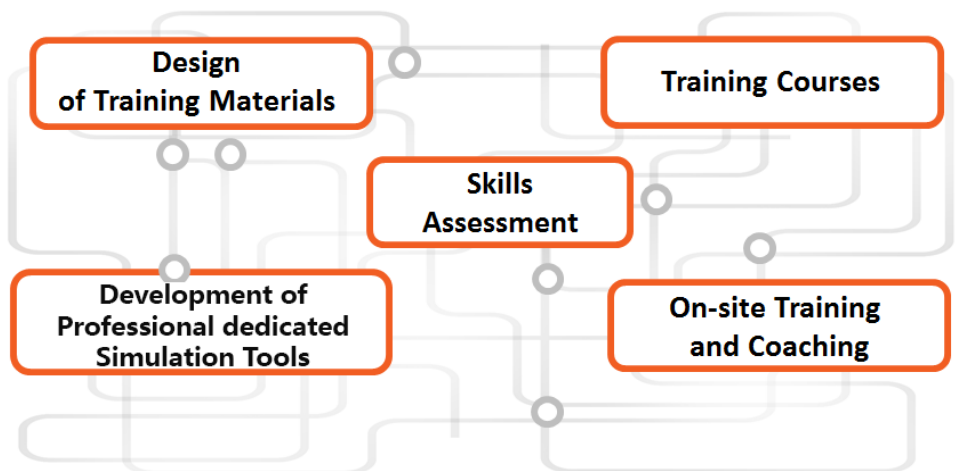 Design
of Training Materials
Training Courses
Skills
Assessment
Development of
Professional dedicated
Simulation Tools
On-site Training
and Coaching